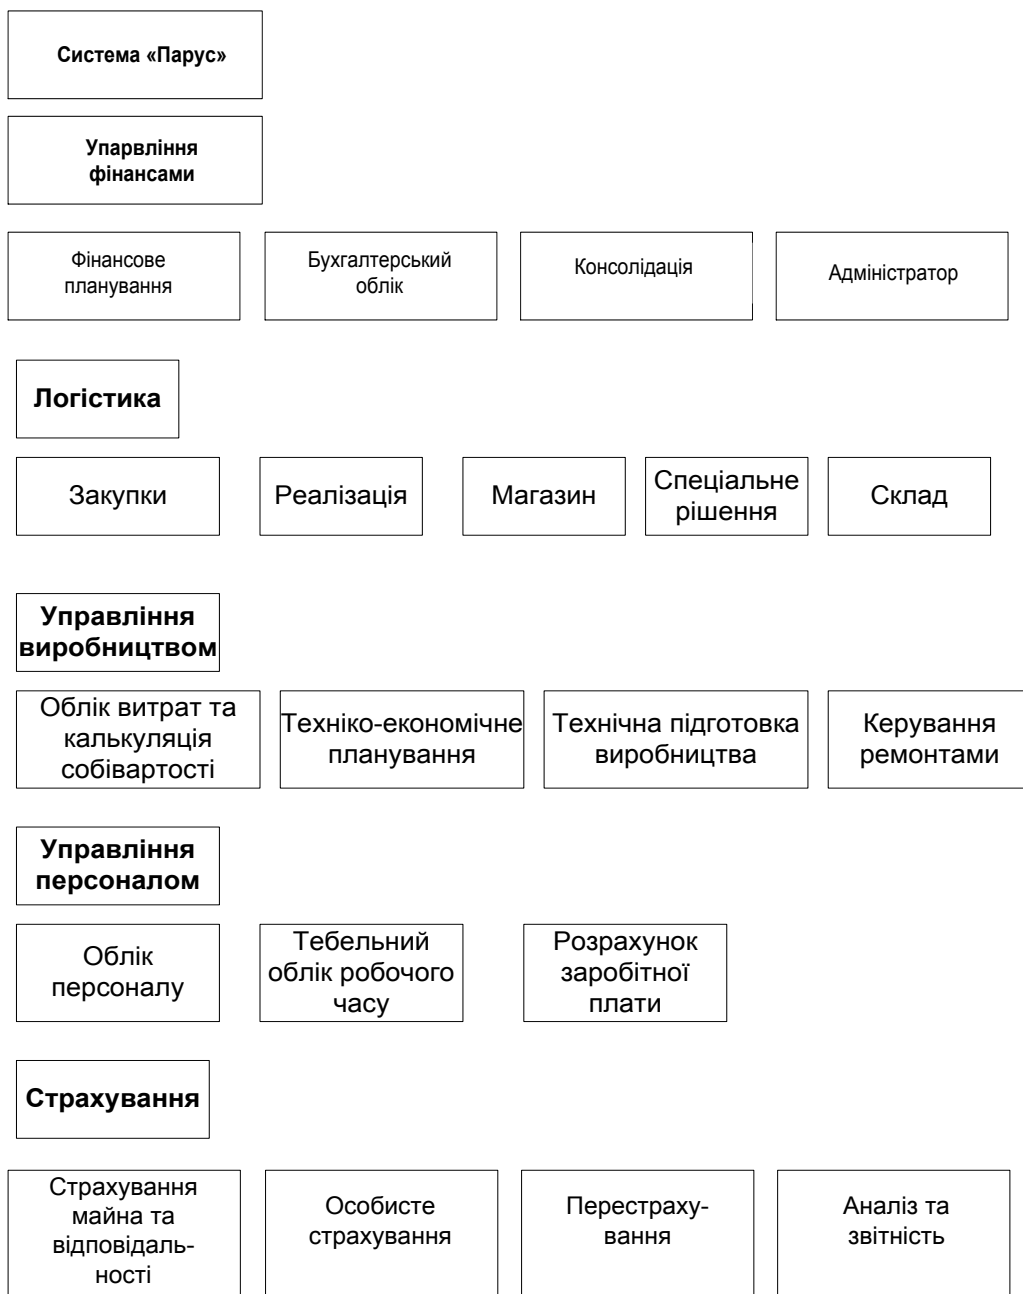 Система «Парус»
Упарвління
фінансами
Фінансове
планування
Бухгалтерський
облік
Консолідація
Адміністратор
Логістика
Закупки
Реалізація
Магазин
Спеціальне
рішення
Склад
Управління
виробництвом
Облік витрат та
калькуляція
собівартості
Техніко-економічне
планування
Технічна підготовка
виробництва
Керування
ремонтами
Управління
персоналом
Облік
персоналу
Тебельний
облік робочого
часу
Розрахунок
заробітної
плати
Страхування
Страхування
майна та
відповідаль-
ності
Особисте
страхування
Перестраху-
вання
Аналіз та
звітність